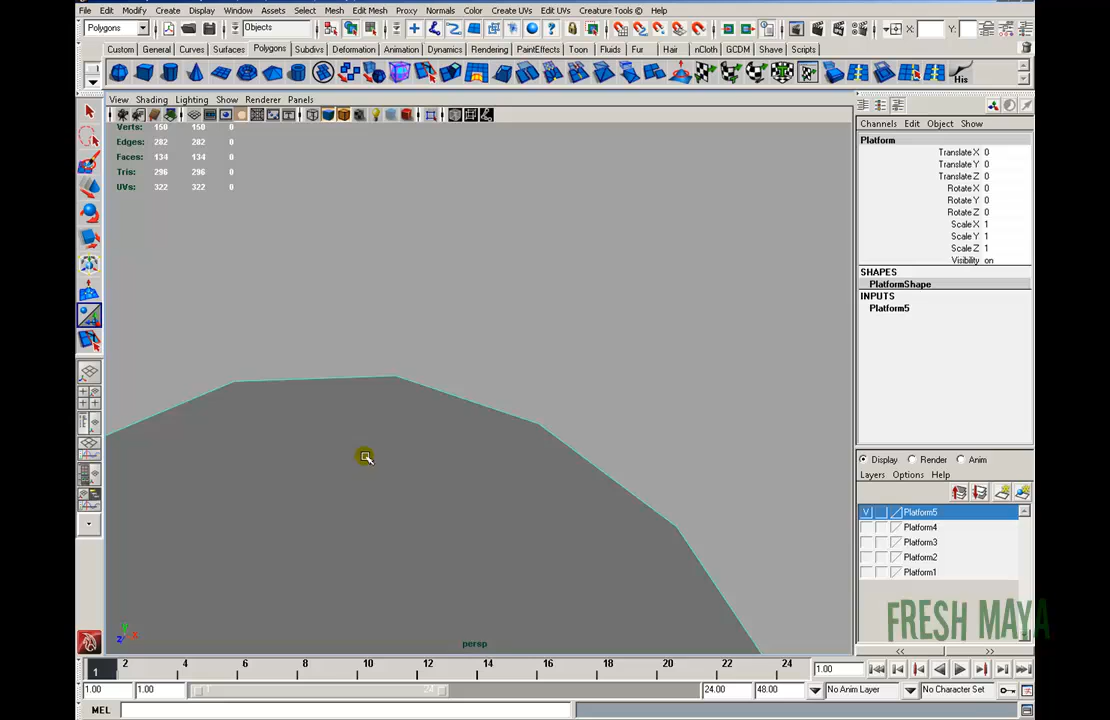 File Edit Modify Create Display Window Assets Select Mesh Edit Mesh Proxy Normals Color Create UVs Edit UVs Creature Tools © Help
Polygons Objects X: Y:
Custom General Curves Surfaces Polygons Subdivs Deformation Animation Dynamics Rendering PaintEffects Toon Fluids Fur Hair nCloth GCDM Shave Scripts
His
View Shading Lighting Show Renderer Panels
Verts: 150 150 0
Edges: 282 282 0
Faces: 134 134 0
Tris: 296 296 0
UVs: 322 322 0
persp
Channels Edit Object Show
Platform
Translate X 0
Translate Y 0
Translate Z 0
Rotate X 0
Rotate Y 0
Rotate Z 0
Scale X 1
Scale Y 1
Scale Z 1
Visibility on
SHAPES
PlatformShape
INPUTS
Platform5
Display Render Anim
Layers Options Help
V Platform5
Platform4
Platform3
Platform2
Platform1
FRESH MAYA
<< >>
1 2 4 6 8 10 12 14 16 18 20 22 24 1.00
1.00 1.00 1 24 24.00 48.00 No Anim Layer No Character Set
MEL